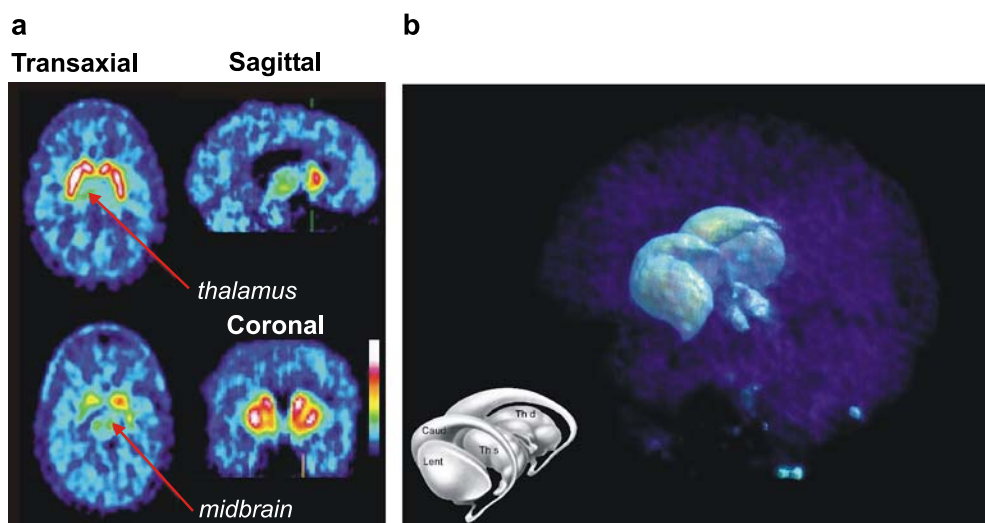 a
Transaxial
Sagittal
thalamus
Coronal
midbrain
b
Caud
Th d
Th s
Lent